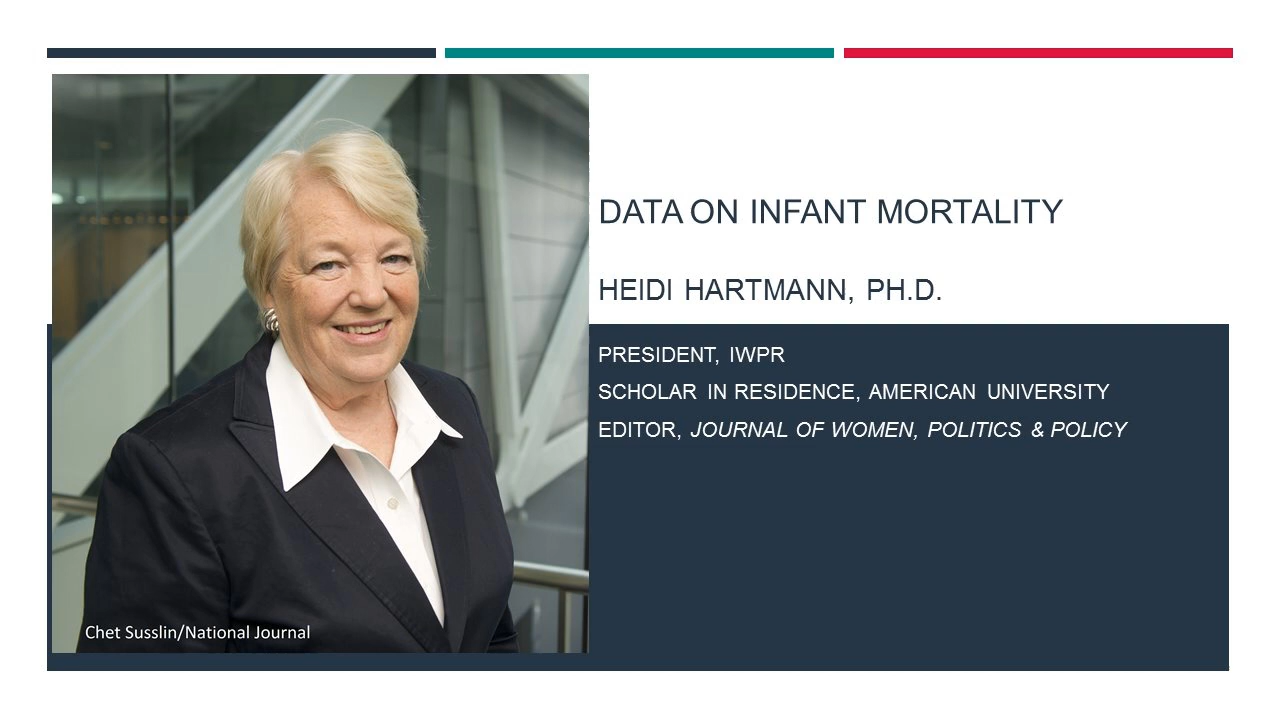 DATA ON INFANT MORTALITY
HEIDI HARTMANN, PH.D.
PRESIDENT, IWPR
SCHOLAR IN RESIDENCE, AMERICAN UNIVERSITY
EDITOR, JOURNAL OF WOMEN, POLITICS & POLICY
Chet Susslin/National Journal